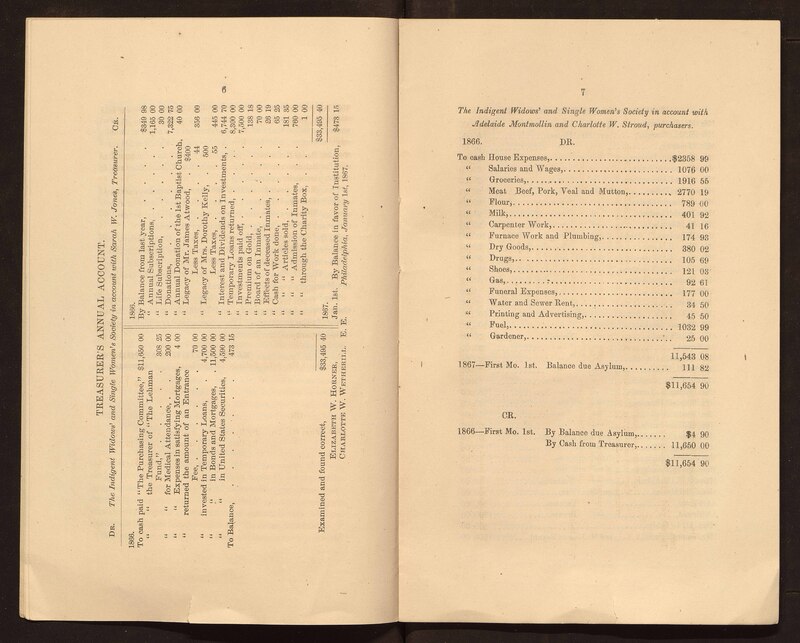 6
TREASURER'S ANNUAL ACCOUNT.
DR. The Indigent Widows' and Single Women's Society in account with Sarah W. Jones, Treasurer. CR.
1866.
To cash paid "The Purchasing Committee," $11,650 00
" " the Treasurer of "The Lehman
Fund," . . . 308 25
" " for Medical Attendance, . . 200 00
" " Expenses in satisfying Mortgages, 4 00
" returned the amount of an Entrance
Fee, . . . . 70 00
" invested in Temporary Loans, . 4,700 00
" " in Bonds and Mortgages, . 11,500 00
" " in United States Securities, . 4,590 00
To Balance, . . . . 473 15
$33,495 40
Examined and found correct,
ELIZABETH W. HORNER,
CHARLOTTE W. WETHERILL.
1866.
By Balance from last year, . . . $349 98
" Annual Subscriptions, . . . 1,165 00
" Life Subscription, . . . 30 00
" Donations, . . . 7,322 75
" Annual Donation of the 1st Baptist Church, 40 00
" Legacy of Mr. James Atwood, . $400
Less Taxes, . 44 356 00
" Legacy of Mrs. Dorothy Kelly, . 500
Less Taxes, . 55 445 00
" Interest and Dividends on Investments, . 6,744 70
" Temporary Loans returned, . . 8,300 00
" Investments paid off, . . . 7,500 00
" Premium on Gold, . . . 138 18
" Board of an Inmate, . . . 70 00
" Effects of deceased Inmates, . . 26 19
" Cash for Work done, . . . 65 25
" " " Articles sold, . . . 181 35
" " " Admission of Inmates, . . 760 00
" " through the Charity Box, . . 1 00
$33,495 40
1867.
Jan. 1st. By Balance in favor of Institution, $473 15
E. E. Philadelphia, January 1st, 1867.
7
The Indigent Widows' and Single Women's Society in account with
Adelaide Montmollin and Charlotte W. Stroud, purchasers.
1866. DR.
To cash House Expenses,........$2358 99
" Salaries and Wages,........ 1076 00
" Groceries,........ 1916 55
" Meat Beef, Pork, Veal and Mutton,........ 2770 19
" Flour,........ 789 00
" Milk,........ 401 92
" Carpenter Work,........ 41 16
" Furnace Work and Plumbing,........ 174 93
" Dry Goods,........ 380 02
" Drugs,........ 105 69
" Shoes,........ 121 03
" Gas,........ 92 61
" Funeral Expenses,........ 177 00
" Water and Sewer Rent,........ 34 50
" Printing and Advertising,........ 45 50
" Fuel,........ 1032 99
" Gardener,........ 25 00
11,543 08
1867—First Mo. 1st. Balance due Asylum,........ 111 82
$11,654 90
CR.
1866—First Mo. 1st. By Balance due Asylum,...... $4 90
By Cash from Treasurer,...... 11,650 00
$11,654 90